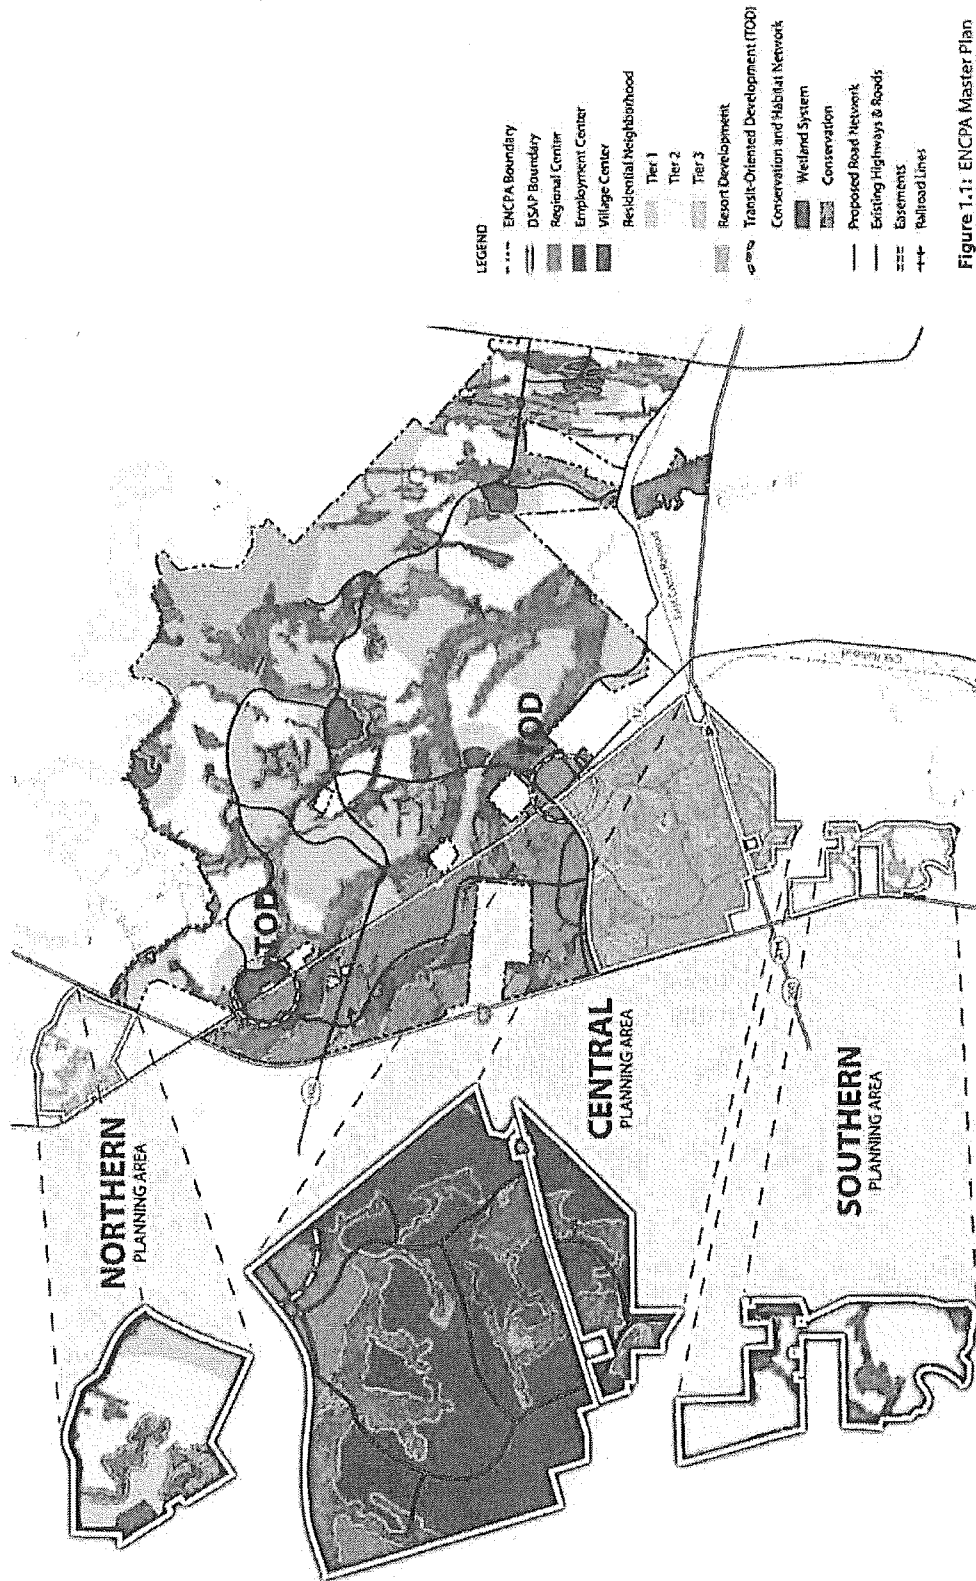 NORTHERN
PLANNING AREA
CENTRAL
PLANNING AREA
SOUTHERN
PLANNING AREA
TOD
TOD
LEGEND
ENCPA Boundary
DSAP Boundary
Regional Center
Employment Center
Village Center
Residential Neighborhood
Tier 1
Tier 2
Tier 3
Resort Development
Transit-Oriented Development (TOD)
Conservation and Habitat Network
Wetland System
Conservation
Proposed Road Network
Existing Highways & Roads
Easements
Railroad Lines
Figure 1.1: ENCPA Master Plan